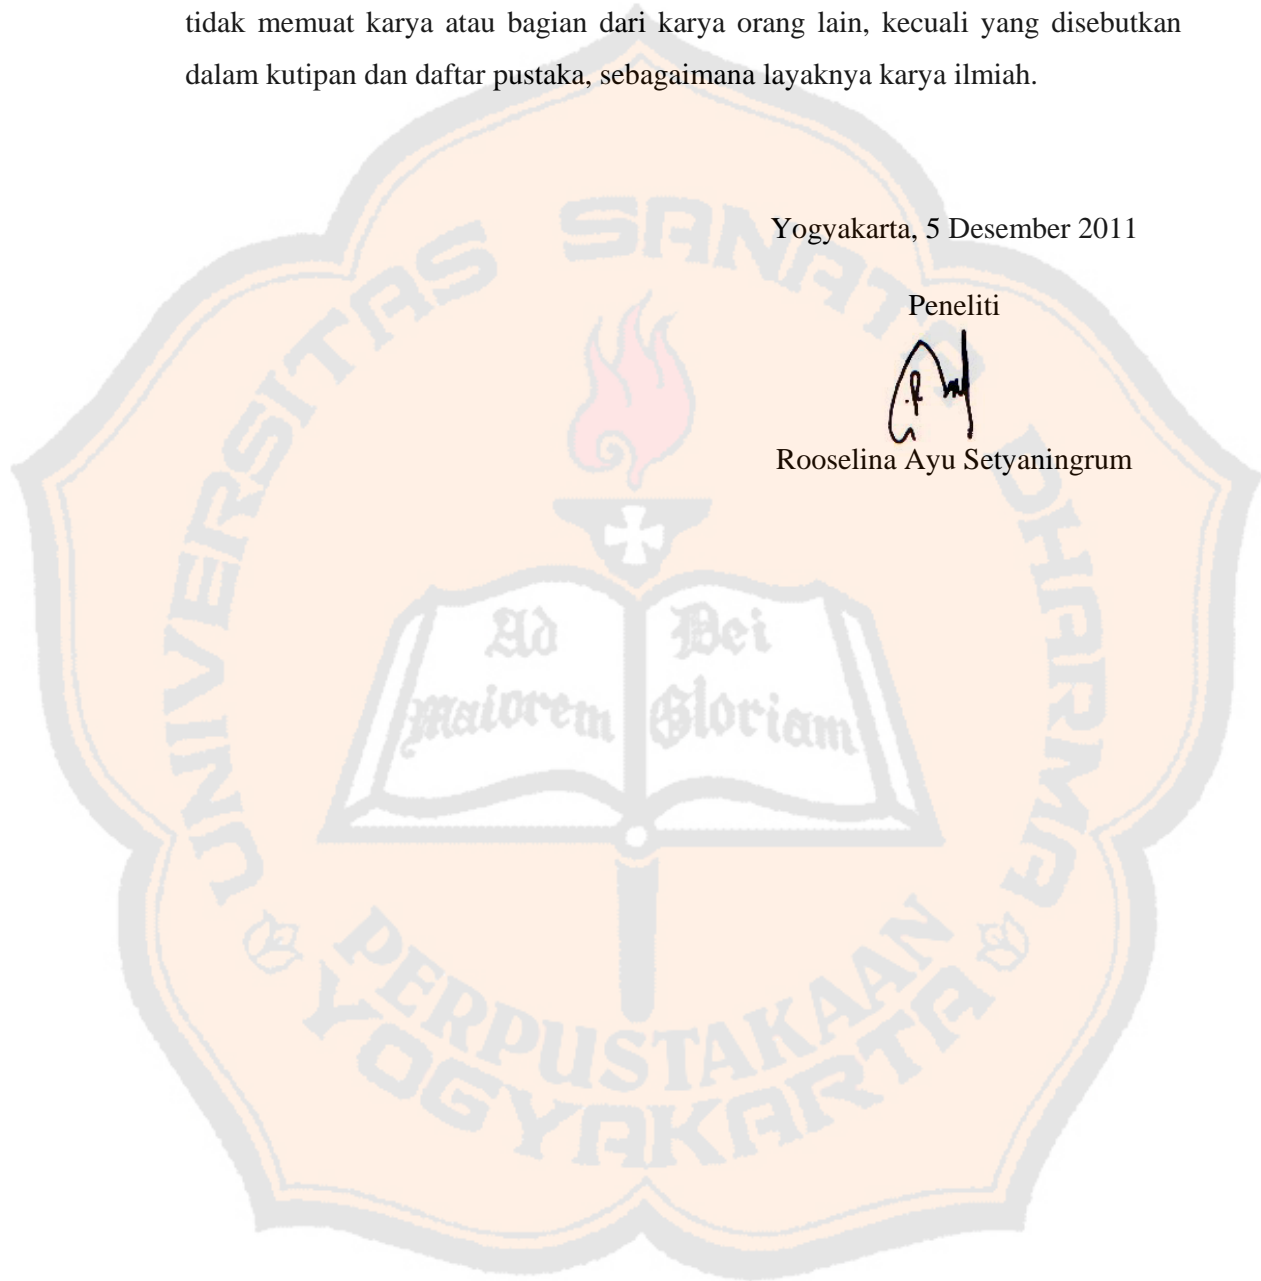 tidak memuat karya atau bagian dari karya orang lain, kecuali yang disebutkan
dalam kutipan dan daftar pustaka, sebagaimana layaknya karya ilmiah.
Yogyakarta, 5 Desember 2011
Peneliti
Rooselina Ayu Setyaningrum
UNIVERSITAS SANATA DHARMA
Ad
maiorem
Dei
Gloriam
PERPUSTAKAAN
YOGYAKARTA